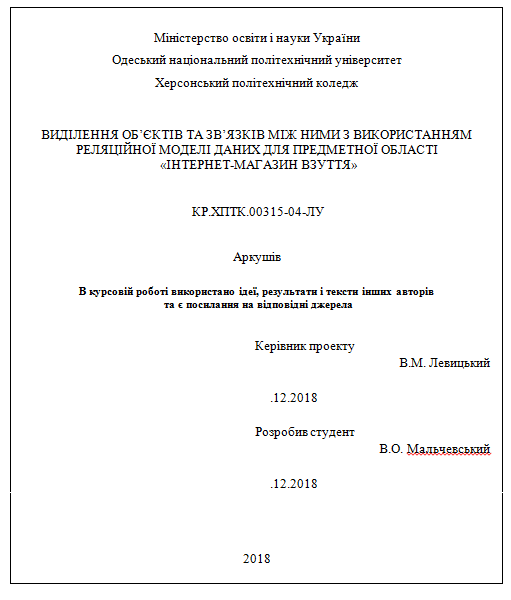 Міністерство освіти і науки України
Одеський національний політехнічний університет
Херсонський політехнічний коледж
ВИДІЛЕННЯ ОБ’ЄКТІВ ТА ЗВ’ЯЗКІВ МІЖ НИМИ З ВИКОРИСТАННЯМ
РЕЛЯЦІЙНОЇ МОДЕЛІ ДАНИХ ДЛЯ ПРЕДМЕТНОЇ ОБЛАСТІ
«ІНТЕРНЕТ-МАГАЗИН ВЗУТТЯ»
КР.ХПТК.00315-04-ЛУ
Аркушів
В курсовій роботі використано ідеї, результати і тексти інших авторів
та є посилання на відповідні джерела
Керівник проекту
В.М. Левицький
.12.2018
Розробив студент
В.О. Мальчевський
.12.2018
2018